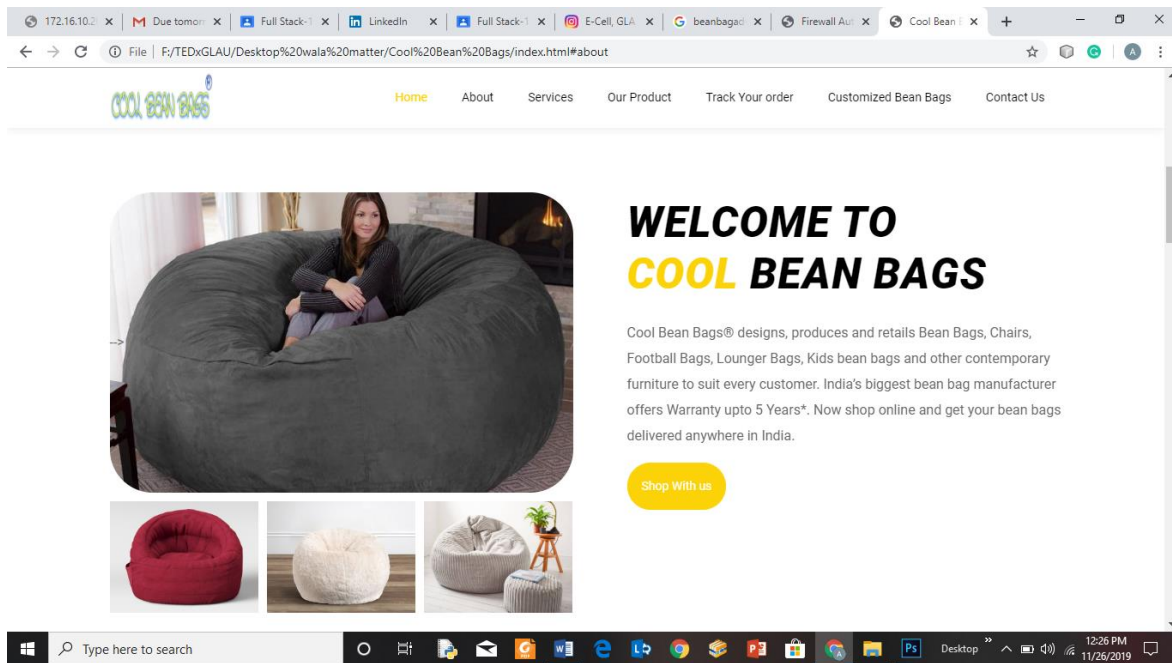 172.16.10.2
Due tomorr
Full Stack-1
LinkedIn
Full Stack-1
E-Cell, GLA
beanbagad
Firewall Aut
Cool Bean B
File | F:/TEDxGLAU/Desktop%20wala%20matter/Cool%20Bean%20Bags/index.html#about
A
COOL BEAN BAGS®
Home About Services Our Product Track Your order Customized Bean Bags Contact Us
-->
WELCOME TO
COOL BEAN BAGS
Cool Bean Bags® designs, produces and retails Bean Bags, Chairs,
Football Bags, Lounger Bags, Kids bean bags and other contemporary
furniture to suit every customer. India's biggest bean bag manufacturer
offers Warranty upto 5 Years*. Now shop online and get your bean bags
delivered anywhere in India.
Shop With us
Type here to search
Ps
Desktop
12:26 PM
11/26/2019